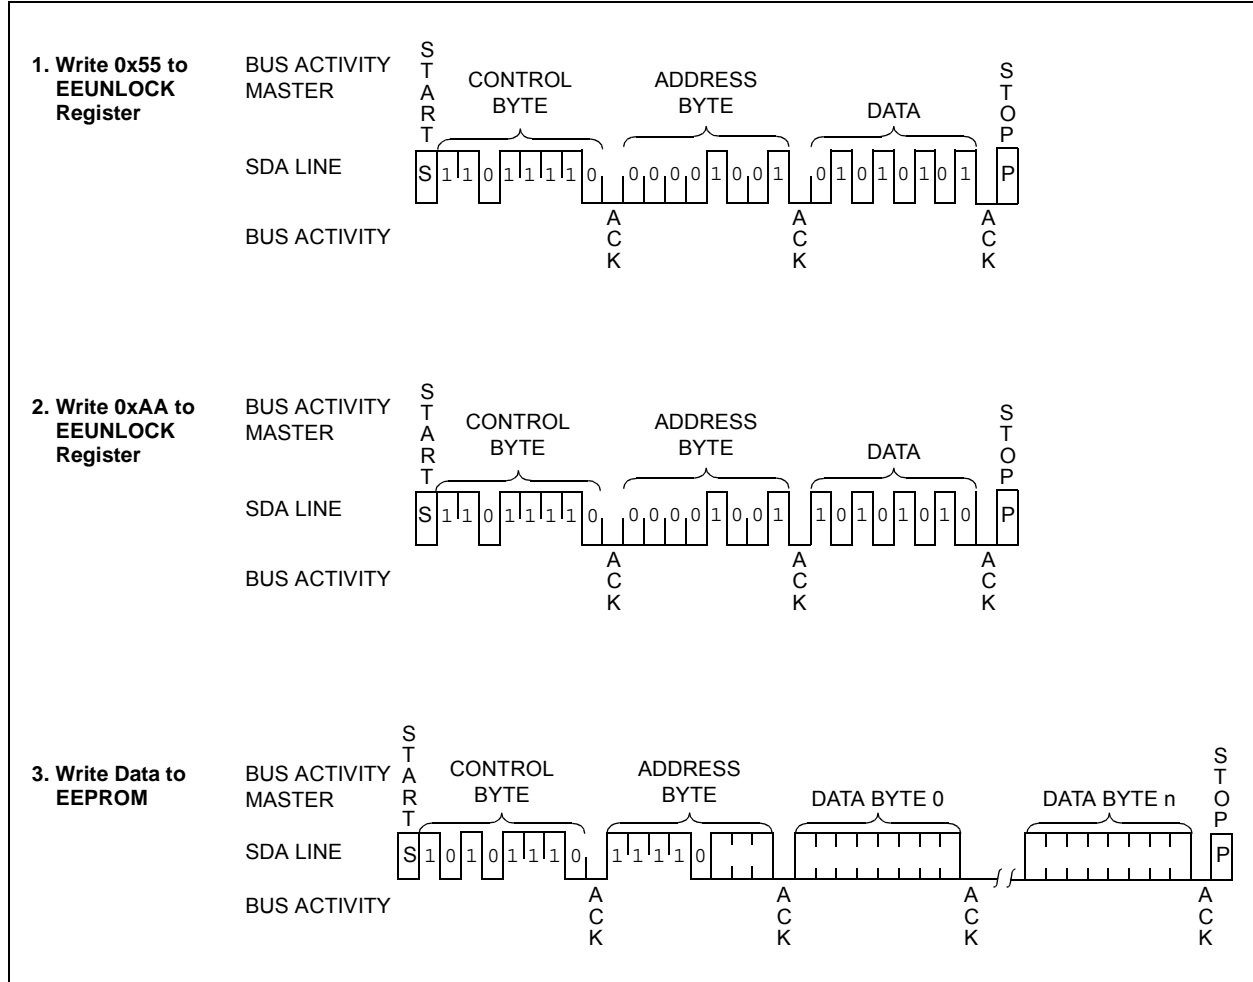 1. Write 0x55 to
EEUNLOCK
Register
BUS ACTIVITY
MASTER
SDA LINE
BUS ACTIVITY
START
CONTROL
BYTE
ADDRESS
BYTE
DATA
STOP
S 1 1 0 1 1 1 1 0 0 0 0 0 1 0 0 1 0 1 0 1 0 1 0 1 P
ACK
ACK
ACK
2. Write 0xAA to
EEUNLOCK
Register
BUS ACTIVITY
MASTER
SDA LINE
BUS ACTIVITY
START
CONTROL
BYTE
ADDRESS
BYTE
DATA
STOP
S 1 1 0 1 1 1 1 0 0 0 0 0 1 0 0 1 1 0 1 0 1 0 1 0 P
ACK
ACK
ACK
3. Write Data to
EEPROM
BUS ACTIVITY
MASTER
SDA LINE
BUS ACTIVITY
START
CONTROL
BYTE
ADDRESS
BYTE
DATA BYTE 0
DATA BYTE n
STOP
S 1 0 1 0 1 1 1 0 1 1 1 1 0 P
ACK
ACK
ACK
ACK